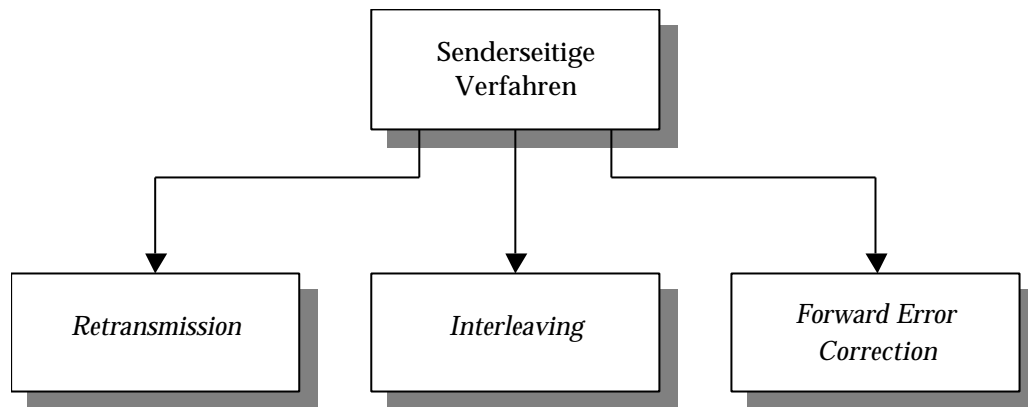 Senderseitige
Verfahren
Retransmission
Interleaving
Forward Error
Correction